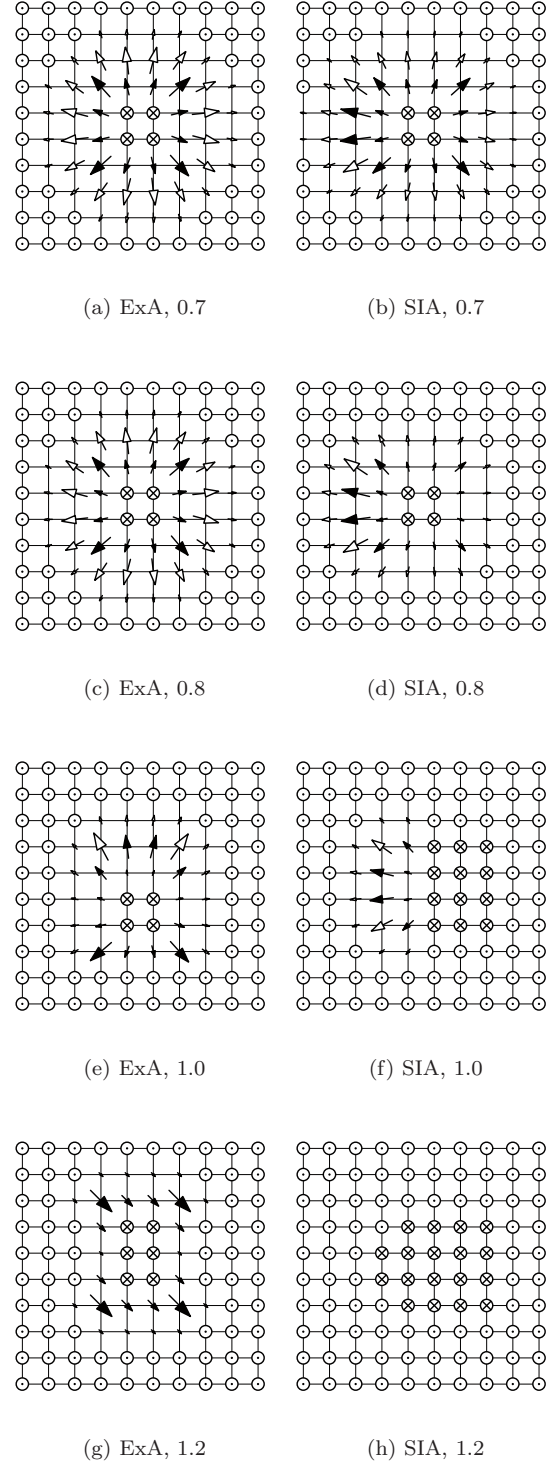 (a) ExA, 0.7
(b) SIA, 0.7
(c) ExA, 0.8
(d) SIA, 0.8
(e) ExA, 1.0
(f) SIA, 1.0
(g) ExA, 1.2
(h) SIA, 1.2